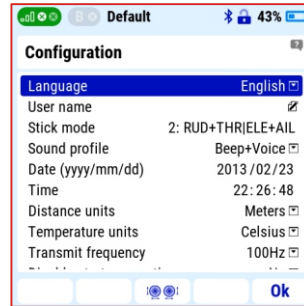 B Default 43%
Configuration
Language English
User name
Stick mode 2: RUD+THR|ELE+AIL
Sound profile Beep+Voice
Date (yyyy/mm/dd) 2013/02/23
Time 22:26:48
Distance units Meters
Temperature units Celsius
Transmit frequency 100Hz
Ok